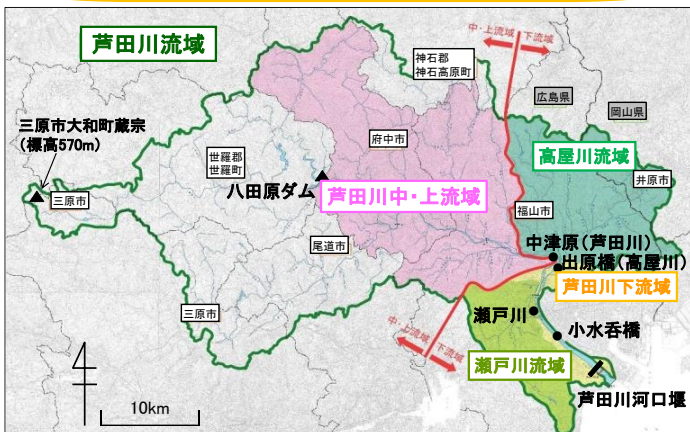 芦田川流域
中・上流域 下流域
神石郡
神石高原町
広島県
岡山県
三原市大和町蔵宗
(標高570m)
府中市
高屋川流域
世羅郡
世羅町
井原市
八田原ダム
芦田川中・上流域
三原市
福山市
尾道市
中津原(芦田川)
出原橋(高屋川)
芦田川下流域
三原市
瀬戸川
小水呑橋
中・上流域 下流域
瀬戸川流域
芦田川河口堰
10km